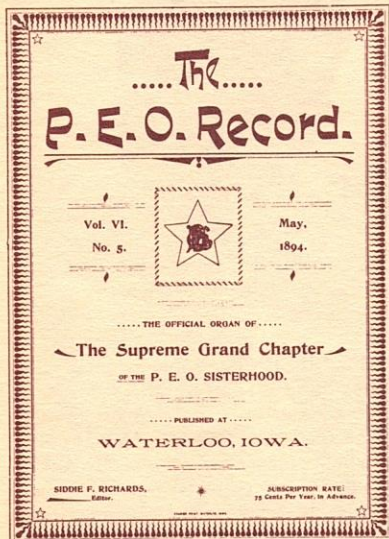 .....The.....
P. E. O. Record.
Vol. VI.
No. 5.
May,
1894.
.....THE OFFICIAL ORGAN OF.....
The Supreme Grand Chapter
OF THE P. E. O. SISTERHOOD.
.....PUBLISHED AT.....
WATERLOO, IOWA.
SIDDIE F. RICHARDS,
Editor.
SUBSCRIPTION RATE:
75 Cents Per Year, in Advance.